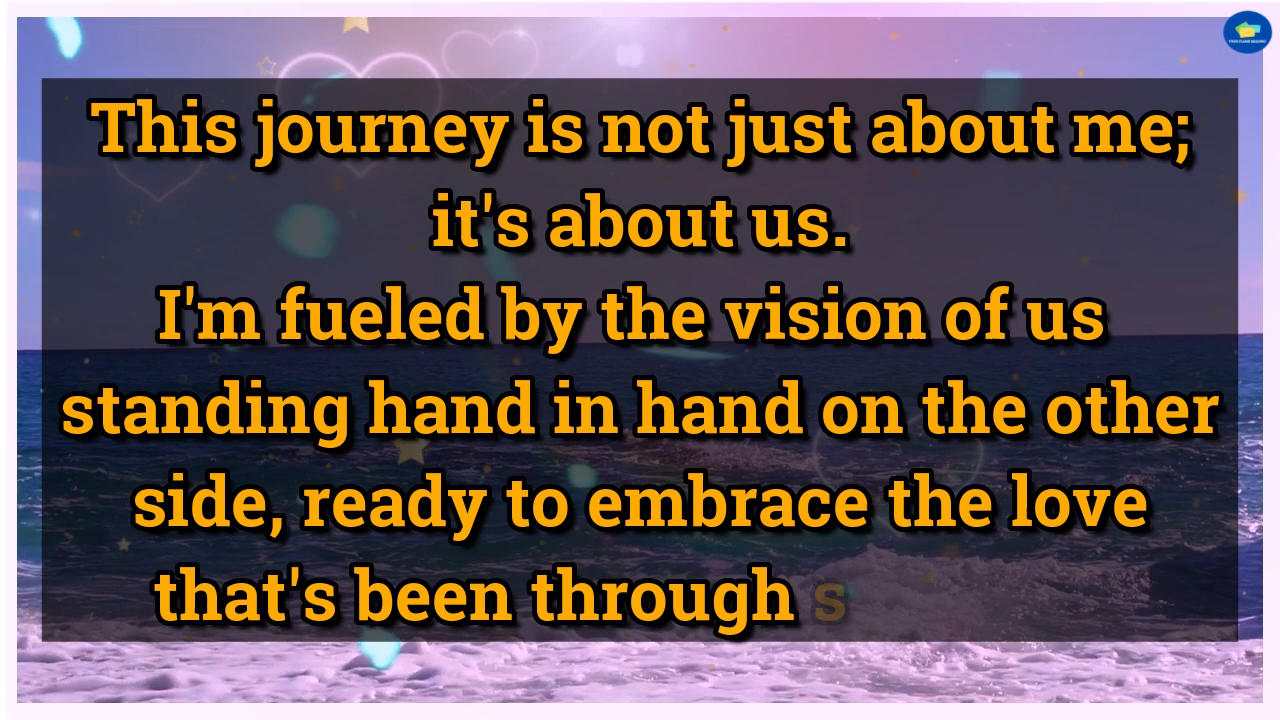 This journey is not just about me;
it's about us.
I'm fueled by the vision of us
standing hand in hand on the other
side, ready to embrace the love
that's been through s